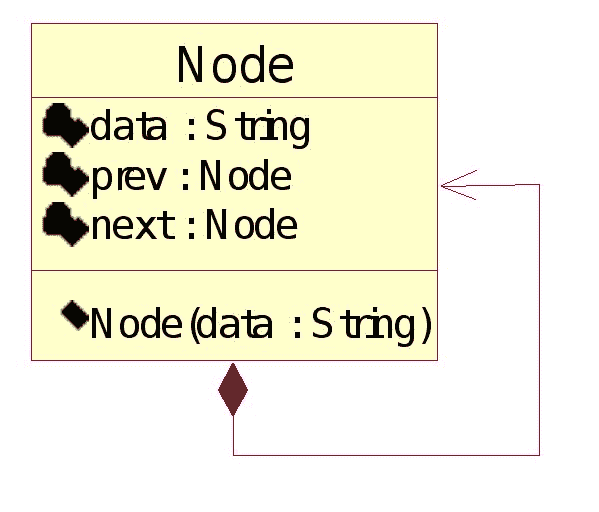 Node
data : String
prev : Node
next : Node
Node(data : String)